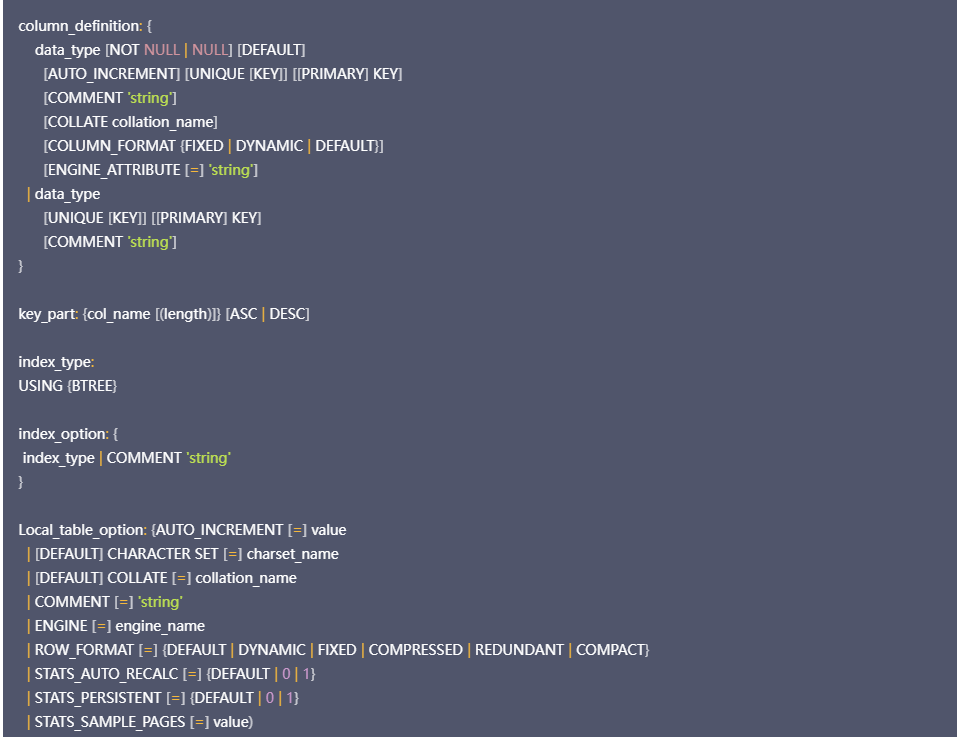 column_definition: {
data_type [NOT NULL | NULL] [DEFAULT]
[AUTO_INCREMENT] [UNIQUE [KEY]] [[PRIMARY] KEY]
[COMMENT 'string']
[COLLATE collation_name]
[COLUMN_FORMAT {FIXED | DYNAMIC | DEFAULT}]
[ENGINE_ATTRIBUTE [=] 'string']
| data_type
[UNIQUE [KEY]] [[PRIMARY] KEY]
[COMMENT 'string']
}
key_part: {col_name [(length)]} [ASC | DESC]
index_type:
USING {BTREE}
index_option: {
index_type | COMMENT 'string'
}
Local_table_option: {AUTO_INCREMENT [=] value
| [DEFAULT] CHARACTER SET [=] charset_name
| [DEFAULT] COLLATE [=] collation_name
| COMMENT [=] 'string'
| ENGINE [=] engine_name
| ROW_FORMAT [=] {DEFAULT | DYNAMIC | FIXED | COMPRESSED | REDUNDANT | COMPACT}
| STATS_AUTO_RECALC [=] {DEFAULT | 0 | 1}
| STATS_PERSISTENT [=] {DEFAULT | 0 | 1}
| STATS_SAMPLE_PAGES [=] value)